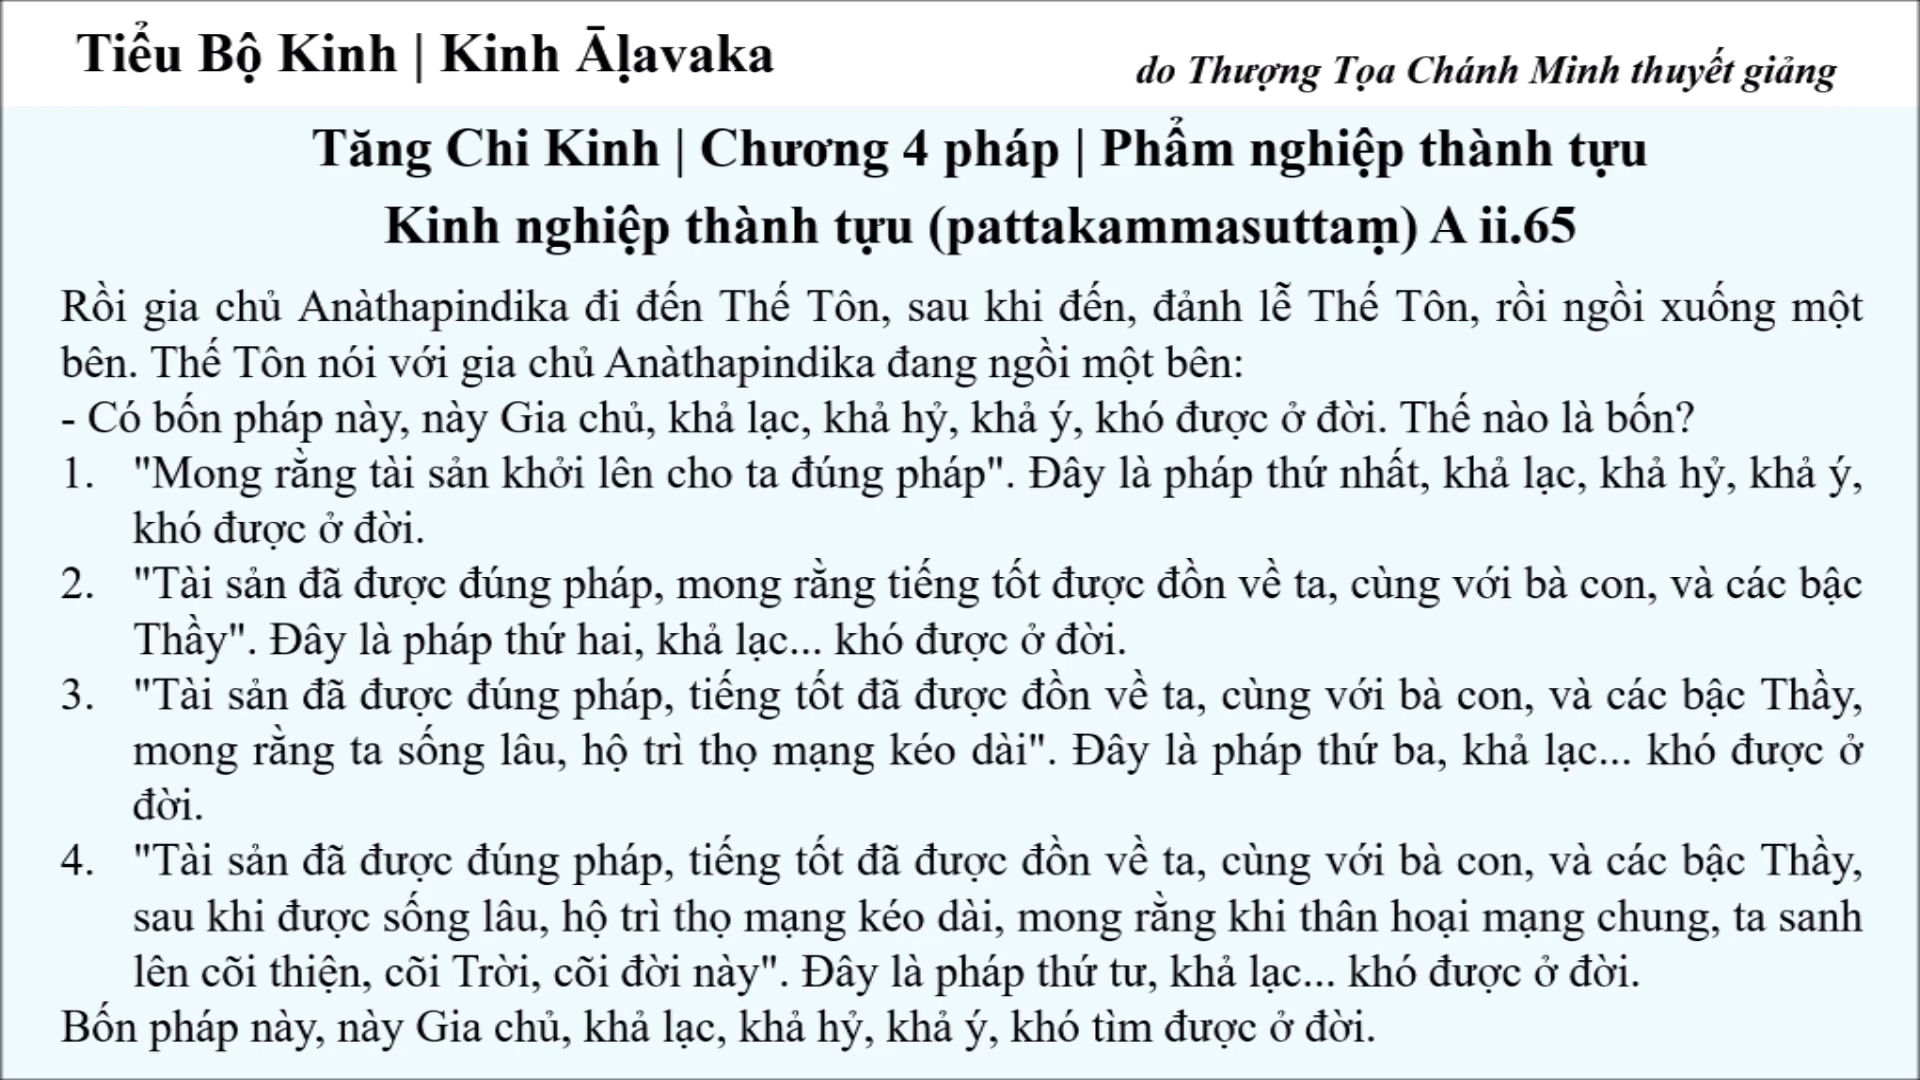 Tiểu Bộ Kinh | Kinh Āḷavaka
do Thượng Tọa Chánh Minh thuyết giảng
Tăng Chi Kinh | Chương 4 pháp | Phẩm nghiệp thành tựu
Kinh nghiệp thành tựu (pattakammasuttaṃ) A ii.65
Rồi gia chủ Anàthapindika đi đến Thế Tôn, sau khi đến, đảnh lễ Thế Tôn, rồi ngồi xuống một
bên. Thế Tôn nói với gia chủ Anàthapindika đang ngồi một bên:
- Có bốn pháp này, này Gia chủ, khả lạc, khả hỷ, khả ý, khó được ở đời. Thế nào là bốn?
1. "Mong rằng tài sản khởi lên cho ta đúng pháp". Đây là pháp thứ nhất, khả lạc, khả hỷ, khả ý,
khó được ở đời.
2. "Tài sản đã được đúng pháp, mong rằng tiếng tốt được đồn về ta, cùng với bà con, và các bậc
Thầy". Đây là pháp thứ hai, khả lạc... khó được ở đời.
3. "Tài sản đã được đúng pháp, tiếng tốt đã được đồn về ta, cùng với bà con, và các bậc Thầy,
mong rằng ta sống lâu, hộ trì thọ mạng kéo dài". Đây là pháp thứ ba, khả lạc... khó được ở
đời.
4. "Tài sản đã được đúng pháp, tiếng tốt đã được đồn về ta, cùng với bà con, và các bậc Thầy,
sau khi được sống lâu, hộ trì thọ mạng kéo dài, mong rằng khi thân hoại mạng chung, ta sanh
lên cõi thiện, cõi Trời, cõi đời này". Đây là pháp thứ tư, khả lạc... khó được ở đời.
Bốn pháp này, này Gia chủ, khả lạc, khả hỷ, khả ý, khó tìm được ở đời.